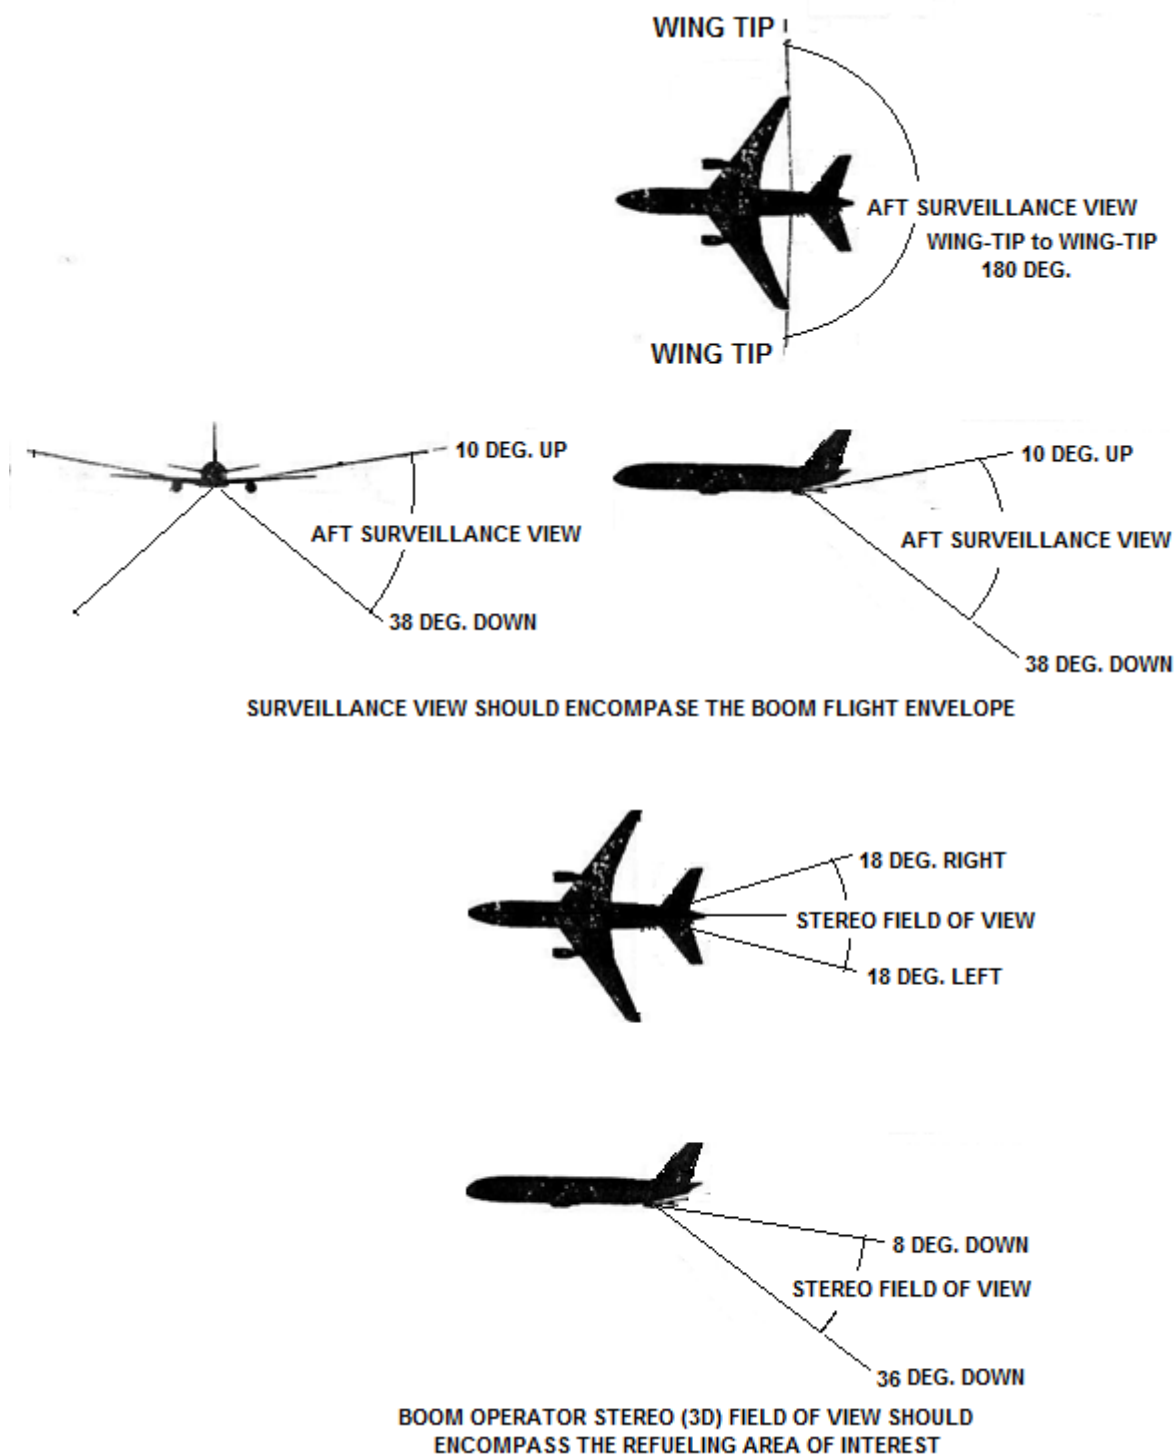 WING TIP
AFT SURVEILLANCE VIEW
WING-TIP to WING-TIP
180 DEG.
WING TIP
10 DEG. UP
AFT SURVEILLANCE VIEW
38 DEG. DOWN
10 DEG. UP
AFT SURVEILLANCE VIEW
38 DEG. DOWN
SURVEILLANCE VIEW SHOULD ENCOMPASE THE BOOM FLIGHT ENVELOPE
18 DEG. RIGHT
STEREO FIELD OF VIEW
18 DEG. LEFT
8 DEG. DOWN
STEREO FIELD OF VIEW
36 DEG. DOWN
BOOM OPERATOR STEREO (3D) FIELD OF VIEW SHOULD
ENCOMPASS THE REFUELING AREA OF INTEREST